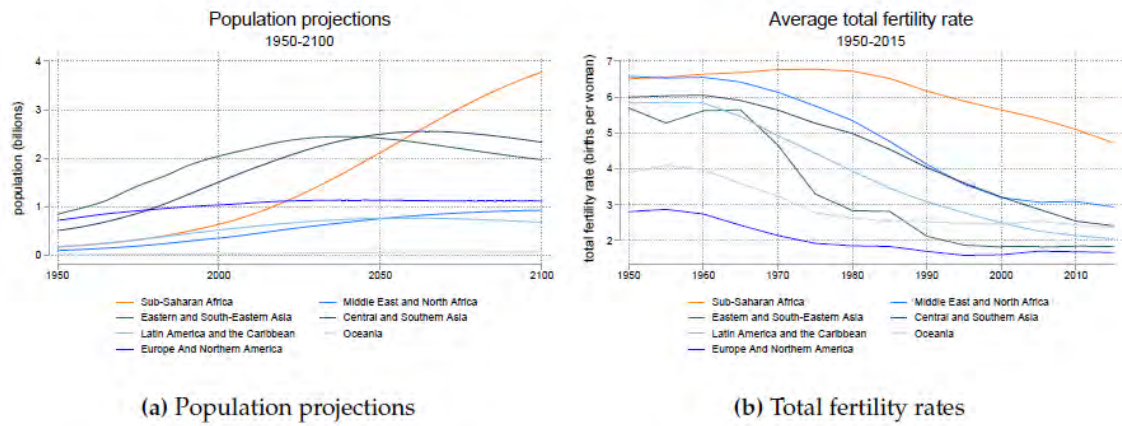 Population projections
1950-2100
population (billions)
4
3
2
1
0
1950 2000 2050 2100
Sub-Saharan Africa
Middle East and North Africa
Eastern and South-Eastern Asia
Central and Southern Asia
Latin America and the Caribbean
Oceania
Europe And Northern America
(a) Population projections
Average total fertility rate
1950-2015
total fertility rate (births per woman)
7
6
5
4
3
2
1950 1960 1970 1980 1990 2000 2010
Sub-Saharan Africa
Middle East and North Africa
Eastern and South-Eastern Asia
Central and Southern Asia
Latin America and the Caribbean
Oceania
Europe And Northern America
(b) Total fertility rates